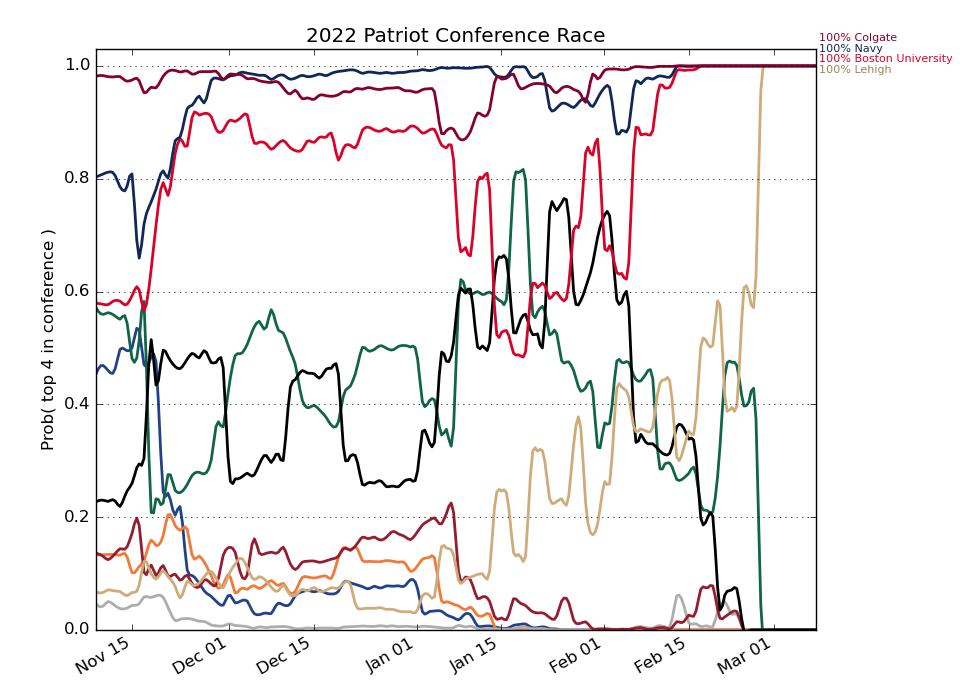 2022 Patriot Conference Race
100% Colgate
100% Navy
100% Boston University
100% Lehigh
Prob( top 4 in conference )
1.0
0.8
0.6
0.4
0.2
0.0
Nov 15
Dec 01
Dec 15
Jan 01
Jan 15
Feb 01
Feb 15
Mar 01